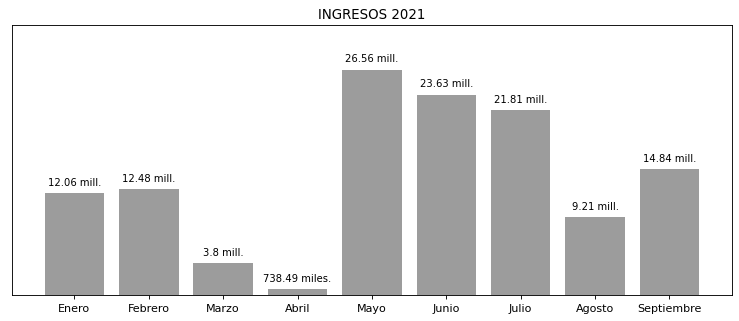 INGRESOS 2021
12.06 mill.
12.48 mill.
3.8 mill.
738.49 miles.
26.56 mill.
23.63 mill.
21.81 mill.
9.21 mill.
14.84 mill.
Enero Febrero Marzo Abril Mayo Junio Julio Agosto Septiembre